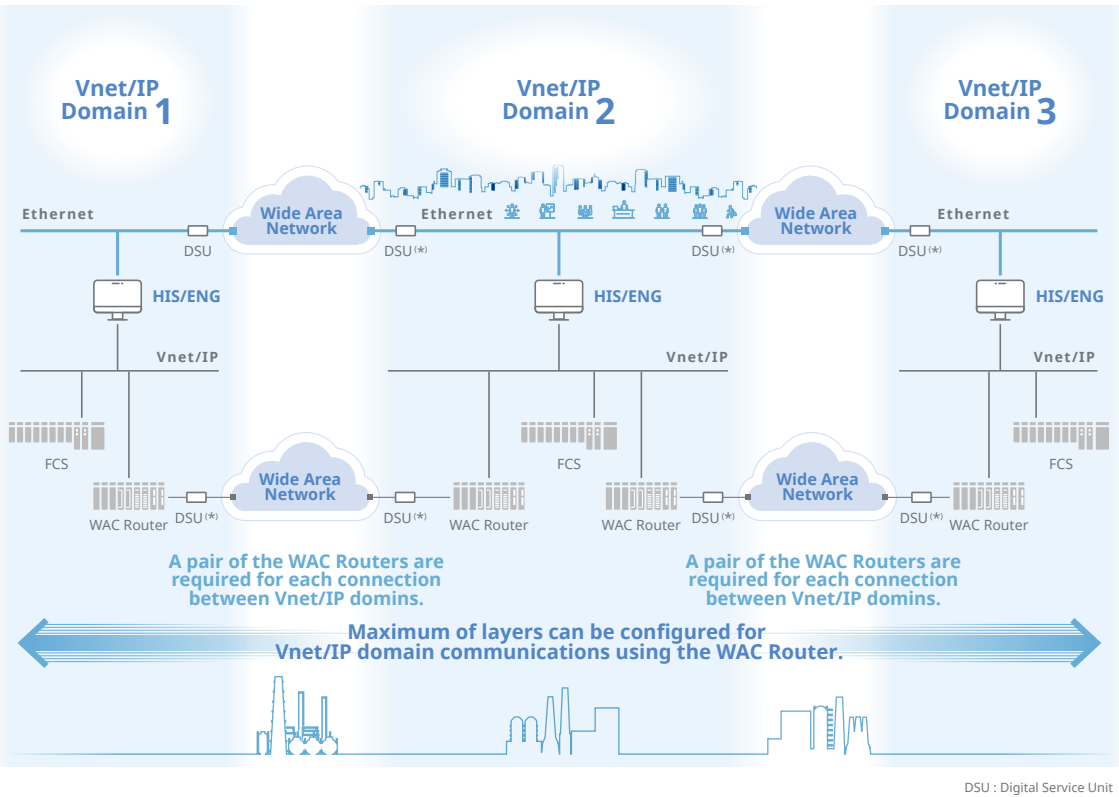 Vnet/IP
Domain 1
Vnet/IP
Domain 2
Vnet/IP
Domain 3
Ethernet
Wide Area
Network
Ethernet
Wide Area
Network
Ethernet
DSU
DSU(*)
DSU(*)
DSU(*)
HIS/ENG
HIS/ENG
HIS/ENG
Vnet/IP
Vnet/IP
Vnet/IP
FCS
FCS
FCS
Wide Area
Network
Wide Area
Network
WAC Router
DSU(*)
DSU(*)
WAC Router
WAC Router
DSU(*)
DSU(*)
WAC Router
A pair of the WAC Routers are
required for each connection
between Vnet/IP domins.
A pair of the WAC Routers are
required for each connection
between Vnet/IP domins.
Maximum of layers can be configured for
Vnet/IP domain communications using the WAC Router.
DSU : Digital Service Unit